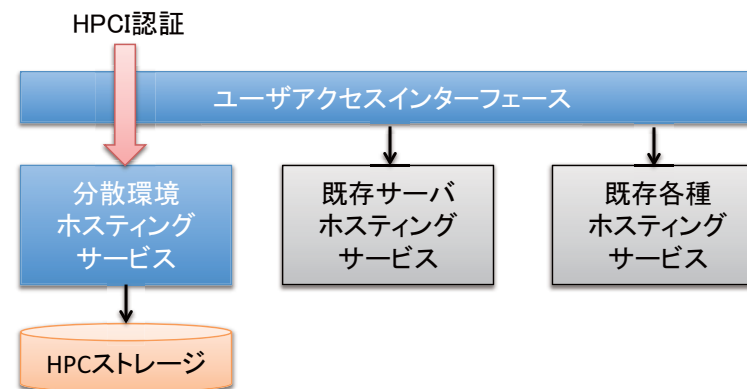 HPCI認証
ユーザアクセスインターフェース
分散環境
ホスティング
サービス
既存サーバ
ホスティング
サービス
既存各種
ホスティング
サービス
HPCストレージ